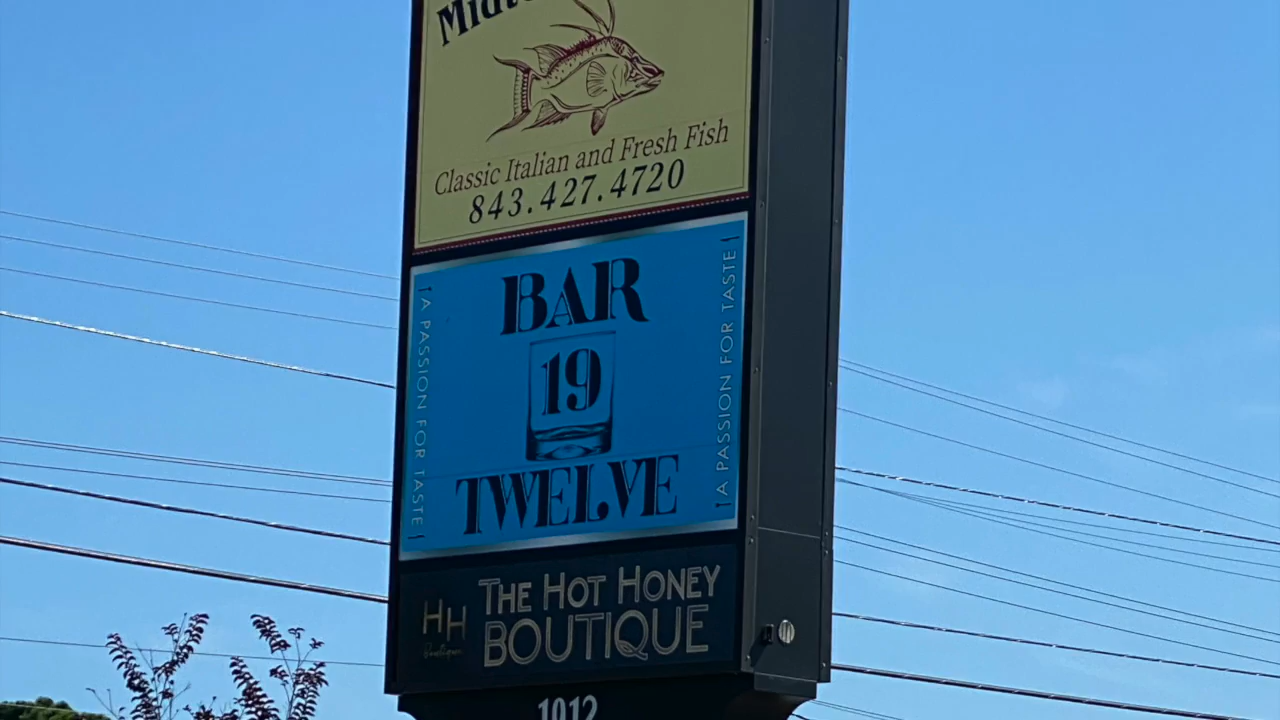 Classic Italian and Fresh Fish
843.427.4720
BAR
19
TWELVE
A PASSION FOR TASTE
A PASSION FOR TASTE
HH
Boutique
THE HOT HONEY
BOUTIQUE
1012